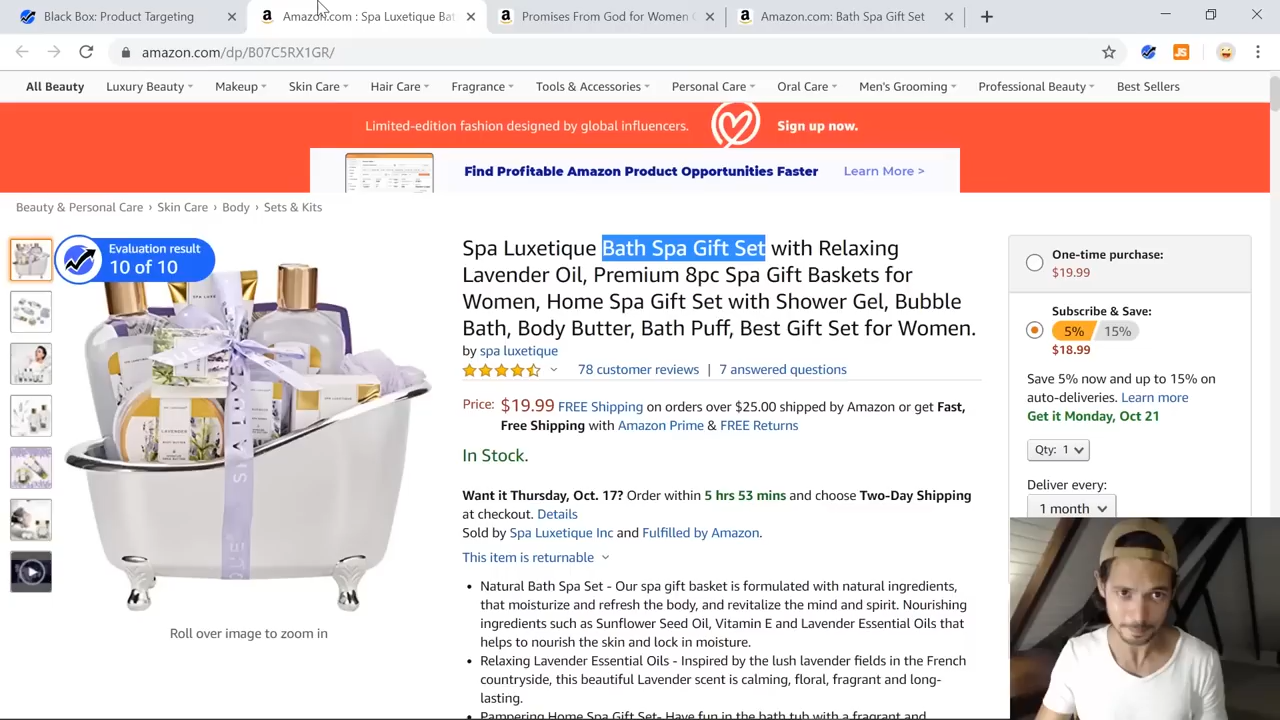 Black Box: Product Targeting
Amazon.com : Spa Luxetique Bat
Promises From God for Women
Amazon.com: Bath Spa Gift Set
amazon.com/dp/B07C5RX1GR/
JS
All Beauty Luxury Beauty Makeup Skin Care Hair Care Fragrance Tools & Accessories Personal Care Oral Care Men's Grooming Professional Beauty Best Sellers
Limited-edition fashion designed by global influencers. Sign up now.
Find Profitable Amazon Product Opportunities Faster Learn More >
Beauty & Personal Care › Skin Care › Body › Sets & Kits
Evaluation result
10 of 10
Spa Luxetique Bath Spa Gift Set with Relaxing
Lavender Oil, Premium 8pc Spa Gift Baskets for
Women, Home Spa Gift Set with Shower Gel, Bubble
Bath, Body Butter, Bath Puff, Best Gift Set for Women.
by spa luxetique
78 customer reviews | 7 answered questions
Price: $19.99 FREE Shipping on orders over $25.00 shipped by Amazon or get Fast,
Free Shipping with Amazon Prime & FREE Returns
In Stock.
Want it Thursday, Oct. 17? Order within 5 hrs 53 mins and choose Two-Day Shipping
at checkout. Details
Sold by Spa Luxetique Inc and Fulfilled by Amazon.
This item is returnable
• Natural Bath Spa Set - Our spa gift basket is formulated with natural ingredients,
that moisturize and refresh the body, and revitalize the mind and spirit. Nourishing
ingredients such as Sunflower Seed Oil, Vitamin E and Lavender Essential Oils that
helps to nourish the skin and lock in moisture.
• Relaxing Lavender Essential Oils - Inspired by the lush lavender fields in the French
countryside, this beautiful Lavender scent is calming, floral, fragrant and long-
lasting.
• Pampering Home Spa Gift Set- Have fun in the bath tub with a fragrant and
Roll over image to zoom in
One-time purchase:
$19.99
Subscribe & Save:
5% 15%
$18.99
Save 5% now and up to 15% on
auto-deliveries. Learn more
Get it Monday, Oct 21
Qty: 1
Deliver every:
1 month